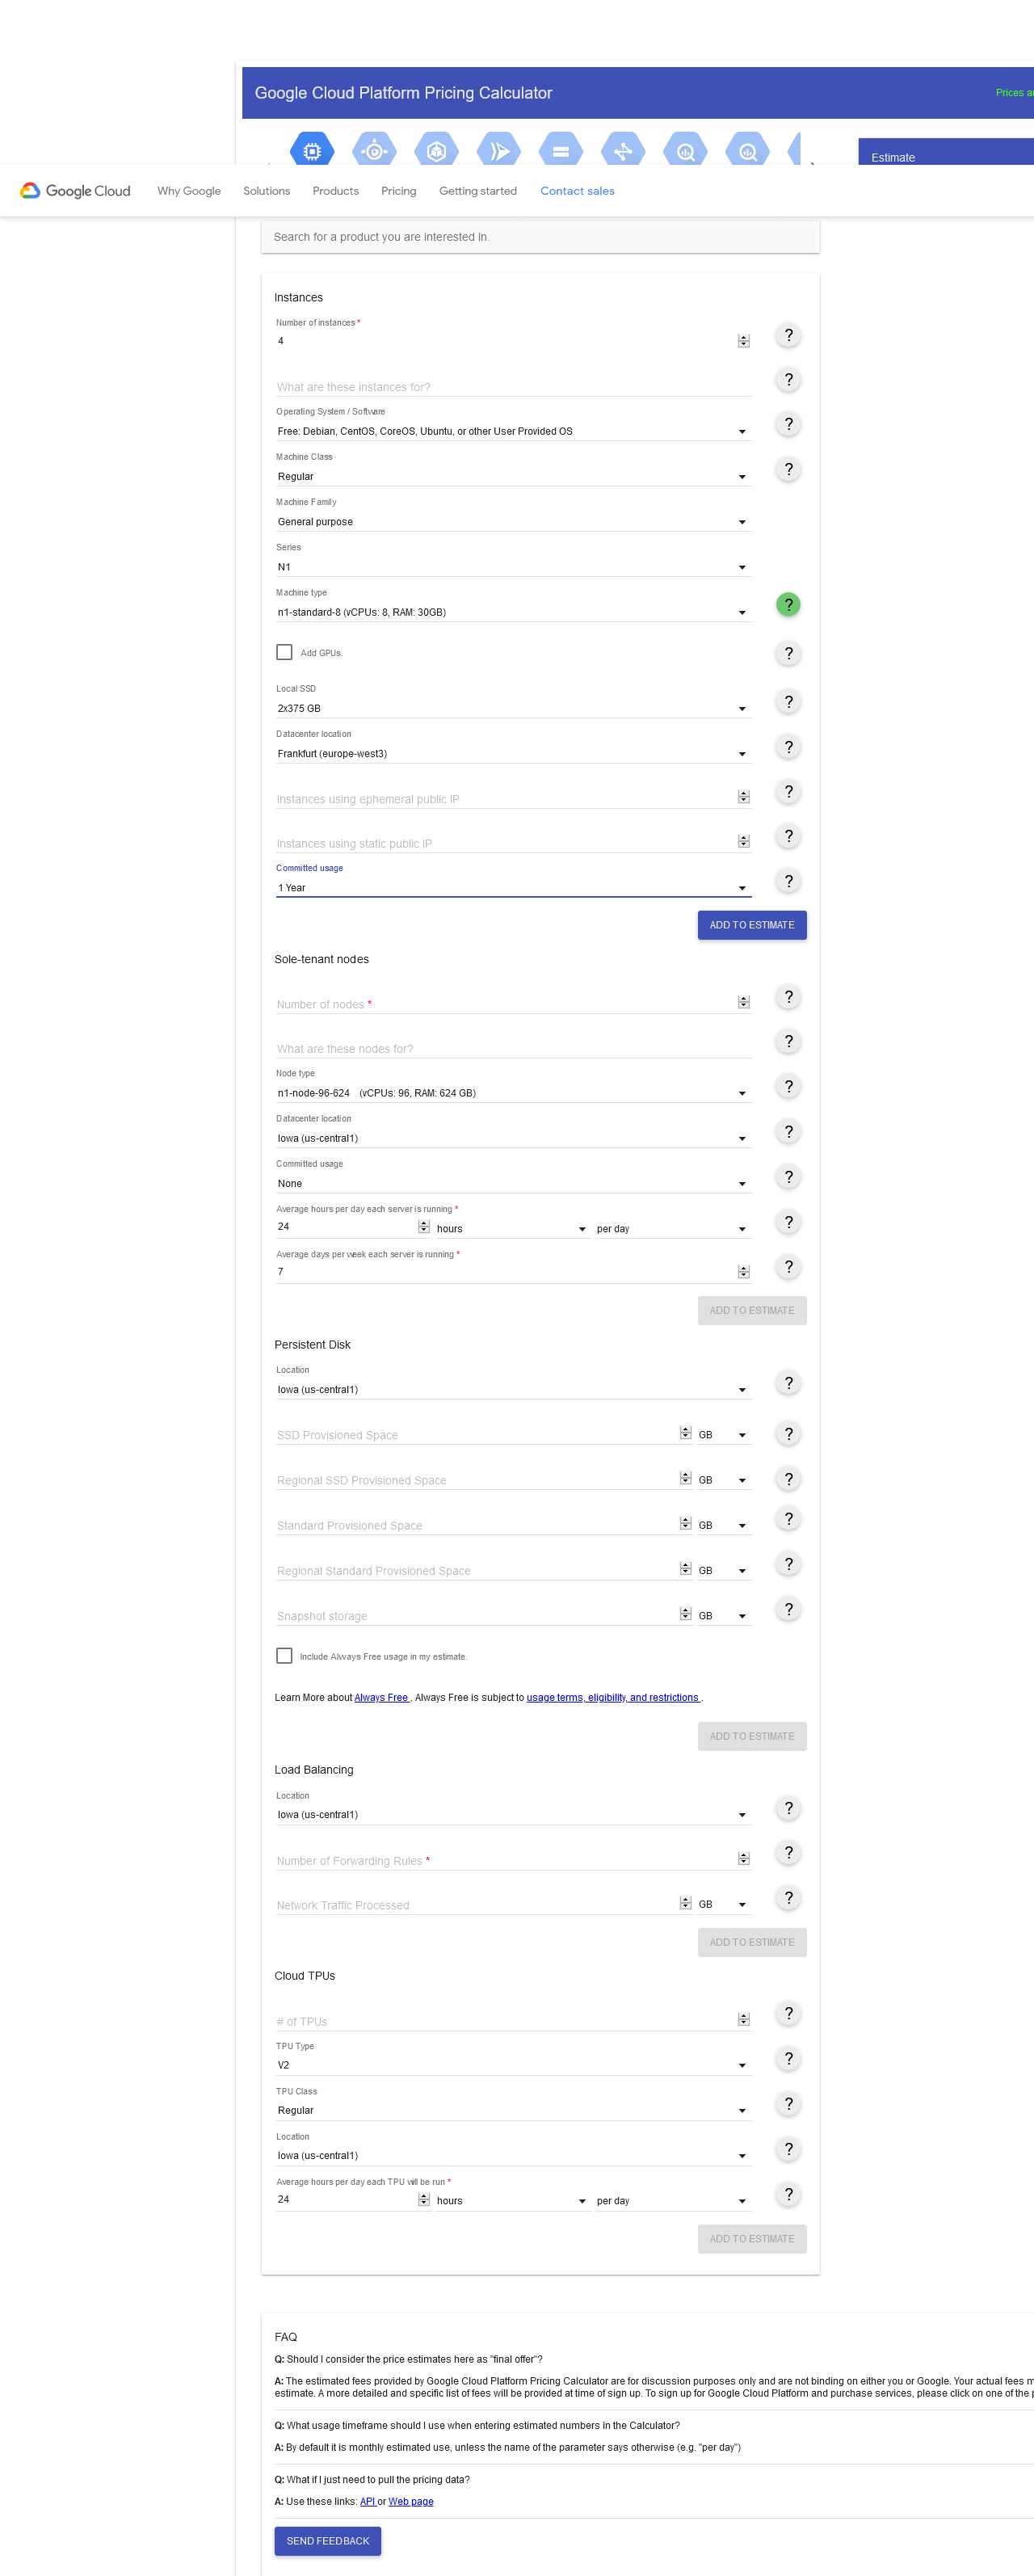 Google Cloud Platform Pricing Calculator
Prices
Estimate
Google Cloud
Why Google
Solutions
Products
Pricing
Getting started
Contact sales
Search for a product you are interested in.
Instances
Number of instances *
4
?
What are these instances for?
?
Operating System / Software
Free: Debian, CentOS, CoreOS, Ubuntu, or other User Provided OS
?
Machine Class
Regular
?
Machine Family
General purpose
Series
N1
Machine type
n1-standard-8 (vCPUs: 8, RAM: 30GB)
?
Add GPUs.
?
Local SSD
2x375 GB
?
Datacenter location
Frankfurt (europe-west3)
?
Instances using ephemeral public IP
?
Instances using static public IP
?
Committed usage
1 Year
?
ADD TO ESTIMATE
Sole-tenant nodes
Number of nodes *
?
What are these nodes for?
?
Node type
n1-node-96-624 (vCPUs: 96, RAM: 624 GB)
?
Datacenter location
Iowa (us-central1)
?
Committed usage
None
?
Average hours per day each server is running *
24 hours per day
?
Average days per week each server is running *
7
?
ADD TO ESTIMATE
Persistent Disk
Location
Iowa (us-central1)
?
SSD Provisioned Space GB
?
Regional SSD Provisioned Space GB
?
Standard Provisioned Space GB
?
Regional Standard Provisioned Space GB
?
Snapshot storage GB
?
Include Always Free usage in my estimate.
Learn More about Always Free . Always Free is subject to usage terms, eligibility, and restrictions .
ADD TO ESTIMATE
Load Balancing
Location
Iowa (us-central1)
?
Number of Forwarding Rules *
?
Network Traffic Processed GB
?
ADD TO ESTIMATE
Cloud TPUs
# of TPUs
?
TPU Type
V2
?
TPU Class
Regular
?
Location
Iowa (us-central1)
?
Average hours per day each TPU will be run *
24 hours per day
?
ADD TO ESTIMATE
FAQ
Q: Should I consider the price estimates here as "final offer"?
A: The estimated fees provided by Google Cloud Platform Pricing Calculator are for discussion purposes only and are not binding on either you or Google. Your actual fees
estimate. A more detailed and specific list of fees will be provided at time of sign up. To sign up for Google Cloud Platform and purchase services, please click on one of the
Q: What usage timeframe should I use when entering estimated numbers in the Calculator?
A: By default it is monthly estimated use, unless the name of the parameter says otherwise (e.g. "per day")
Q: What if I just need to pull the pricing data?
A: Use these links: API or Web page
SEND FEEDBACK